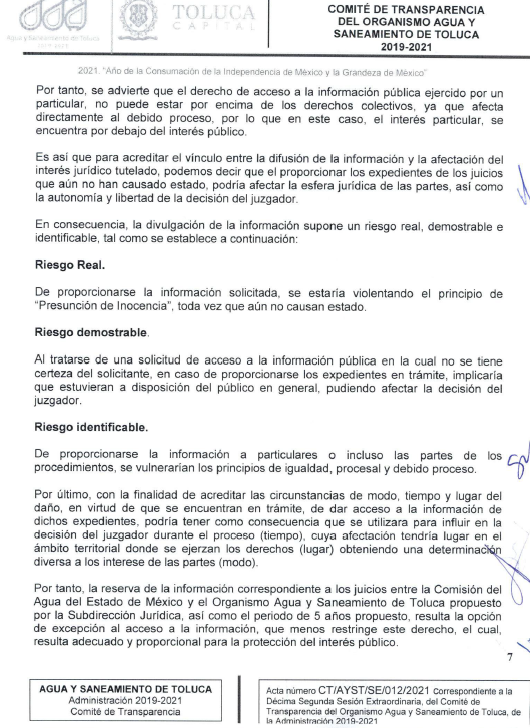 Agua y Saneamiento de Toluca
2019-2021
TOLUCA
CAPITAL
COMITÉ DE TRANSPARENCIA
DEL ORGANISMO AGUA Y
SANEAMIENTO DE TOLUCA
2019-2021
2021. "Año de la Consumación de la Independencia de México y la Grandeza de México"
Por tanto, se advierte que el derecho de acceso a la información pública ejercido por un
particular, no puede estar por encima de los derechos colectivos, ya que afecta
directamente al debido proceso, por lo que en este caso, el interés particular, se
encuentra por debajo del interés público.
Es así que para acreditar el vínculo entre la difusión de la información y la afectación del
interés jurídico tutelado, podemos decir que el proporcionar los expedientes de los juicios
que aún no han causado estado, podría afectar la esfera jurídica de las partes, así como
la autonomía y libertad de la decisión del juzgador.
En consecuencia, la divulgación de la información supone un riesgo real, demostrable e
identificable, tal como se establece a continuación:
Riesgo Real.
De proporcionarse la información solicitada, se estaría violentando el principio de
"Presunción de Inocencia", toda vez que aún no causan estado.
Riesgo demostrable.
Al tratarse de una solicitud de acceso a la información pública en la cual no se tiene
certeza del solicitante, en caso de proporcionarse los expedientes en trámite, implicaría
que estuvieran a disposición del público en general, pudiendo afectar la decisión del
juzgador.
Riesgo identificable.
De proporcionarse la información a particulares o incluso las partes de los
procedimientos, se vulnerarían los principios de igualdad, procesal y debido proceso.
Por último, con la finalidad de acreditar las circunstancias de modo, tiempo y lugar del
daño, en virtud de que se encuentran en trámite, de dar acceso a la información de
dichos expedientes, podría tener como consecuencia que se utilizara para influir en la
decisión del juzgador durante el proceso (tiempo), cuya afectación tendría lugar en el
ámbito territorial donde se ejerzan los derechos (lugar) obteniendo una determinación
diversa a los interese de las partes (modo).
Por tanto, la reserva de la información correspondiente a los juicios entre la Comisión del
Agua del Estado de México y el Organismo Agua y Saneamiento de Toluca propuesto
por la Subdirección Jurídica, así como el periodo de 5 años propuesto, resulta la opción
de excepción al acceso a la información, que menos restringe este derecho, el cual,
resulta adecuado y proporcional para la protección del interés público.
7
AGUA Y SANEAMIENTO DE TOLUCA
Administración 2019-2021
Comité de Transparencia
Acta número CT/AYST/SE/012/2021 Correspondiente a la
Décima Segunda Sesión Extraordinaria, del Comité de
Transparencia del Organismo Agua y Saneamiento de Toluca, de
la Administración 2019-2021